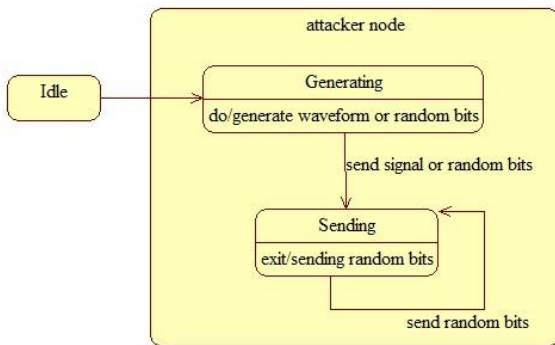 attacker node
Idle
Generating
do/generate waveform or random bits
send signal or random bits
Sending
exit/sending random bits
send random bits